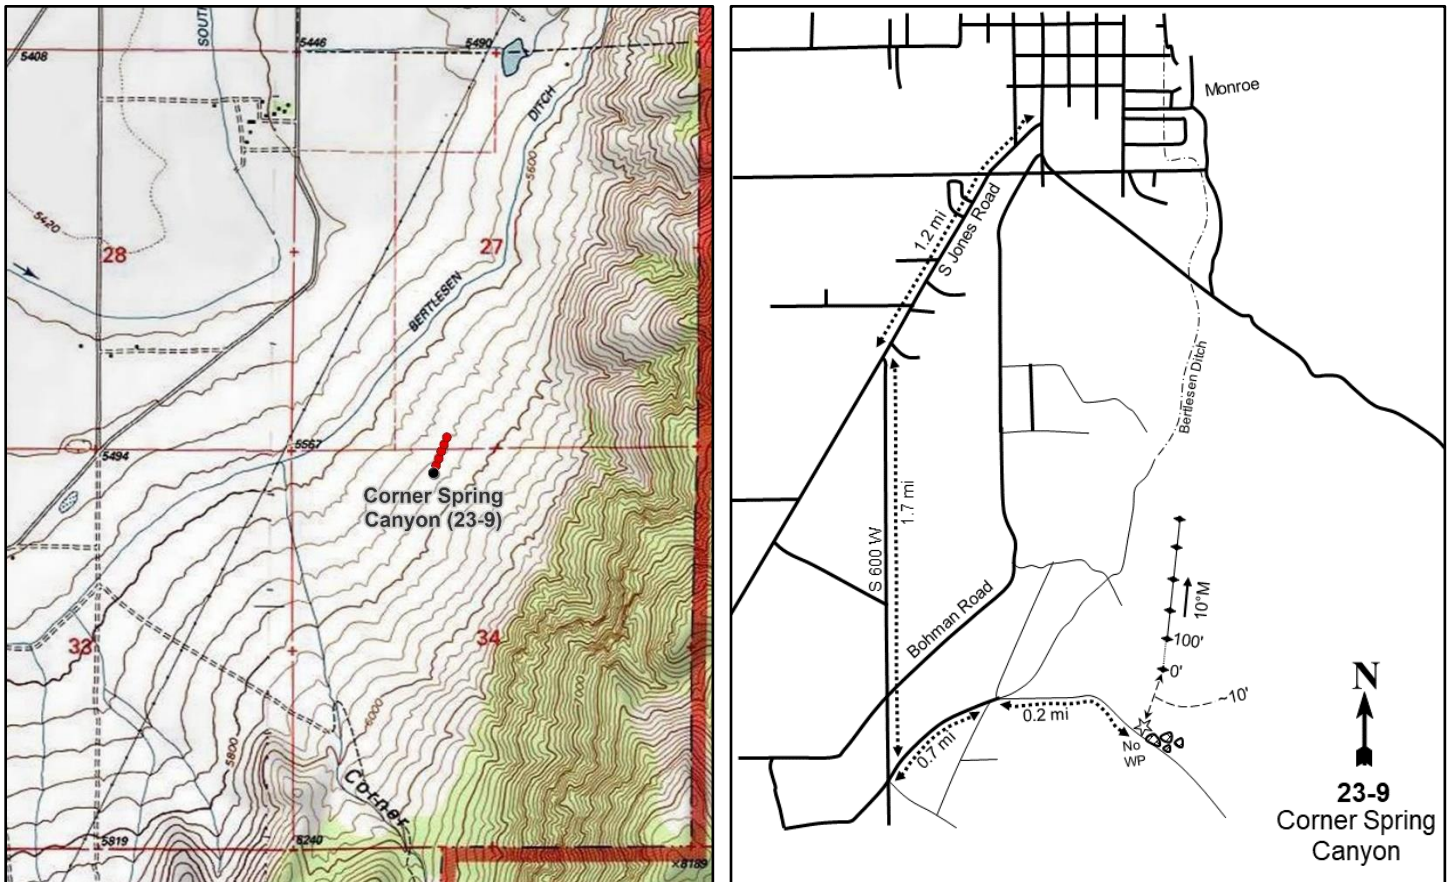 SOUTH
5446
5490
5408
DITCH
5600
5420
28
27
BERTLESEN
5567
5494
Corner Spring
Canyon (23-9)
33
34
6000
5800
Corner
5819
6240
×8189
Monroe
1.2 mi
S Jones Road
Bertlesen Ditch
1.7 mi
S 600 W
10°M
Bohman Road
100'
0'
~10'
0.2 mi
0.7 mi
No
WP
N
23-9
Corner Spring
Canyon